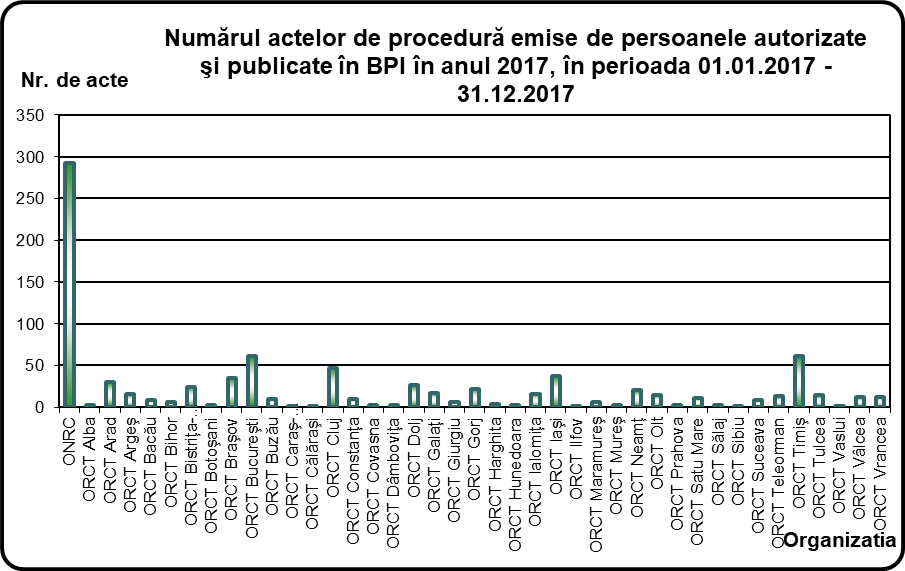 Numărul actelor de procedură emise de persoanele autorizate
şi publicate în BPI în anul 2017, în perioada 01.01.2017 -
31.12.2017
Nr. de acte
350
300
250
200
150
100
50
0
ONRC
ORCT Alba
ORCT Arad
ORCT Argeş
ORCT Bacău
ORCT Bihor
ORCT Bistriţa-…
ORCT Botoşani
ORCT Braşov
ORCT Bucureşti
ORCT Buzău
ORCT Caraş-…
ORCT Călăraşi
ORCT Cluj
ORCT Constanţa
ORCT Covasna
ORCT Dâmboviţa
ORCT Dolj
ORCT Galaţi
ORCT Giurgiu
ORCT Gorj
ORCT Harghita
ORCT Hunedoara
ORCT Ialomiţa
ORCT Iaşi
ORCT Ilfov
ORCT Maramureş
ORCT Mureş
ORCT Neamţ
ORCT Olt
ORCT Prahova
ORCT Satu Mare
ORCT Sălaj
ORCT Sibiu
ORCT Suceava
ORCT Teleorman
ORCT Timiş
ORCT Tulcea
ORCT Vaslui
ORCT Vâlcea
ORCT Vrancea
Organizatia